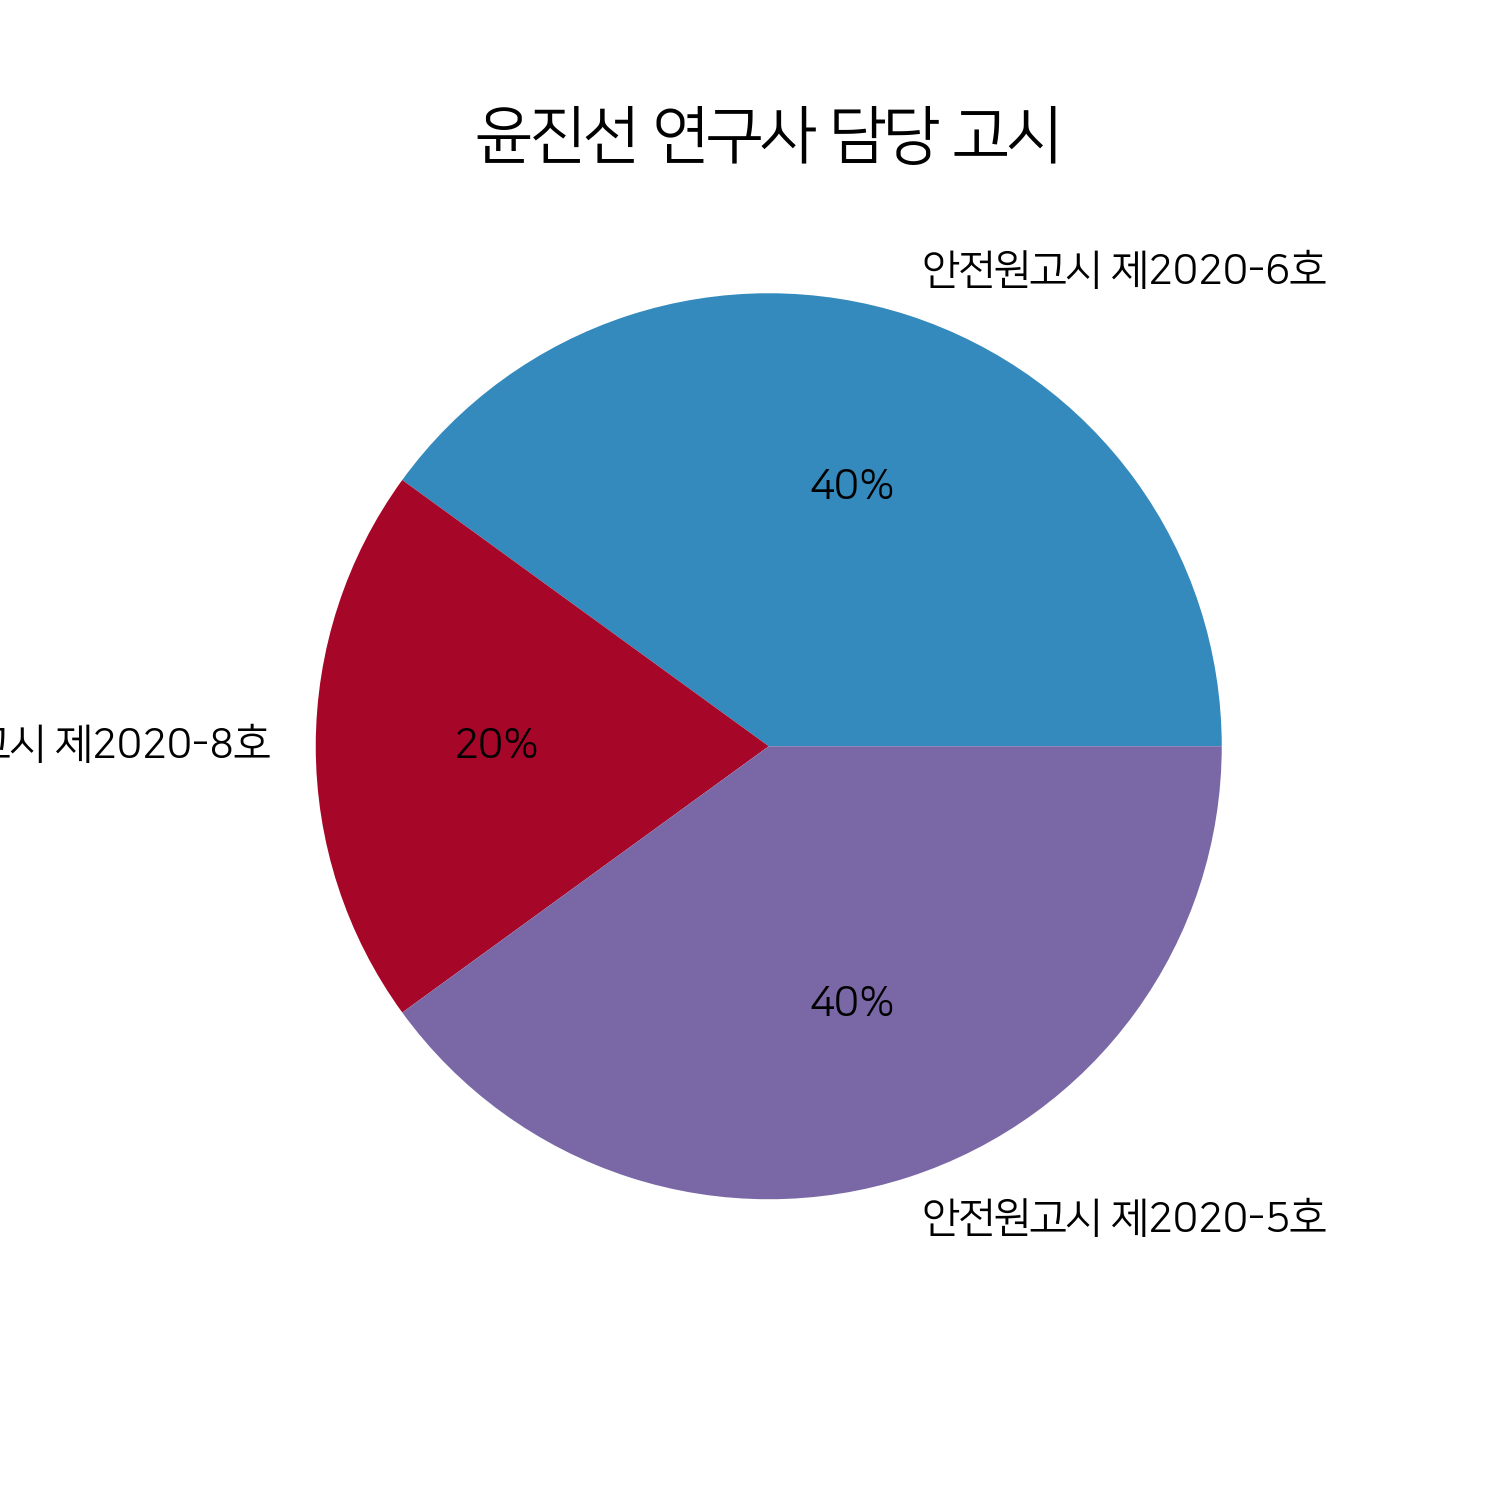 윤진선 연구사 담당 고시
안전원고시 제2020-6호
40%
제2020-8호
20%
40%
안전원고시 제2020-5호